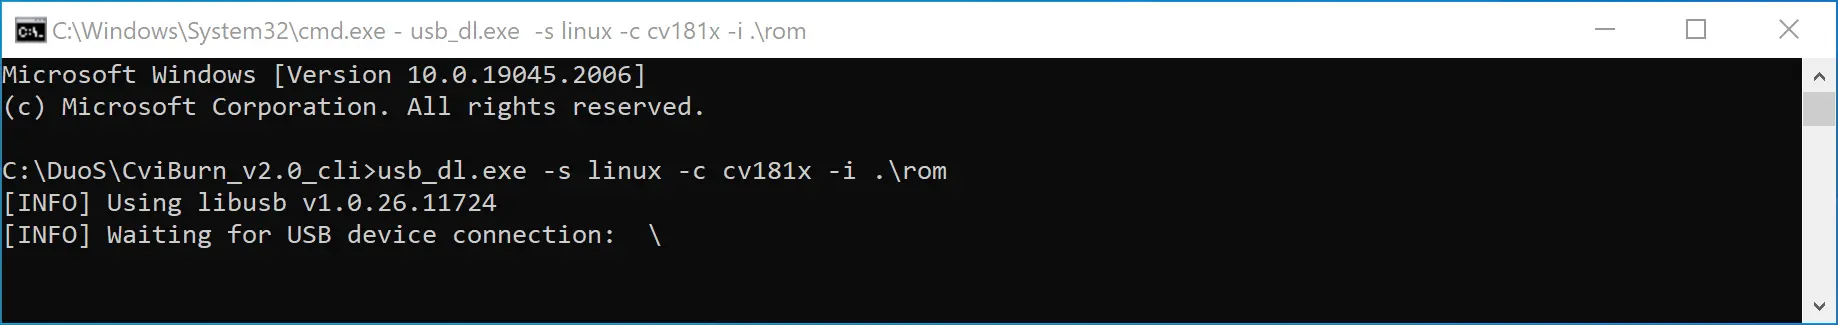 C:\Windows\System32\cmd.exe - usb_dl.exe  -s linux -c cv181x -i .\rom
Microsoft Windows [Version 10.0.19045.2006]
(c) Microsoft Corporation. All rights reserved.
C:\DuoS\CviBurn_v2.0_cli>usb_dl.exe -s linux -c cv181x -i .\rom
[INFO] Using libusb v1.0.26.11724
[INFO] Waiting for USB device connection:  \